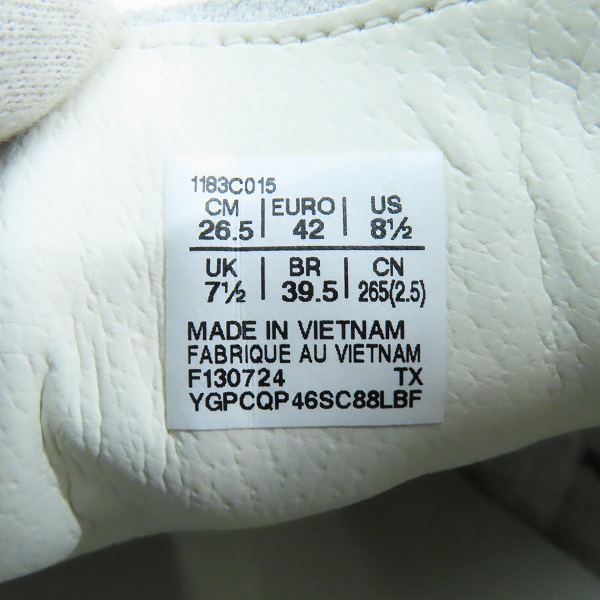 1183C015
CM | EURO | US
26.5 | 42 | 8½
UK | BR | CN
7½ | 39.5 | 265(2.5)
MADE IN VIETNAM
FABRIQUE AU VIETNAM
F130724 TX
YGPCQP46SC88LBF